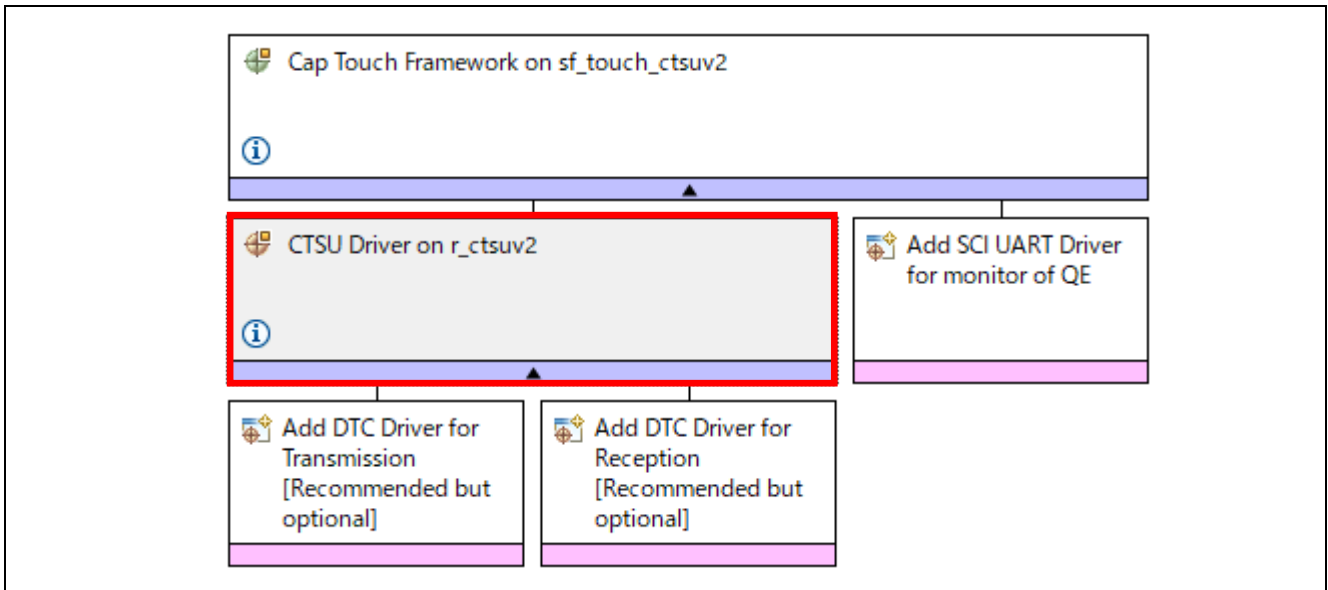 Cap Touch Framework on sf_touch_ctsuv2
CTSU Driver on r_ctsuv2
Add SCI UART Driver
for monitor of QE
Add DTC Driver for
Transmission
[Recommended but
optional]
Add DTC Driver for
Reception
[Recommended but
optional]